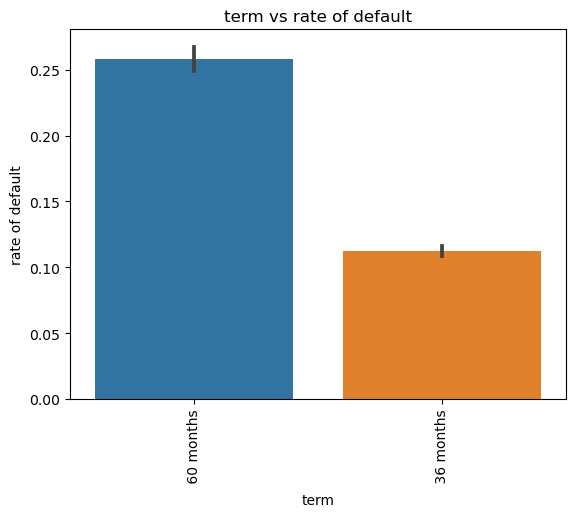 term vs rate of default
rate of default
0.25
0.20
0.15
0.10
0.05
0.00
60 months
36 months
term